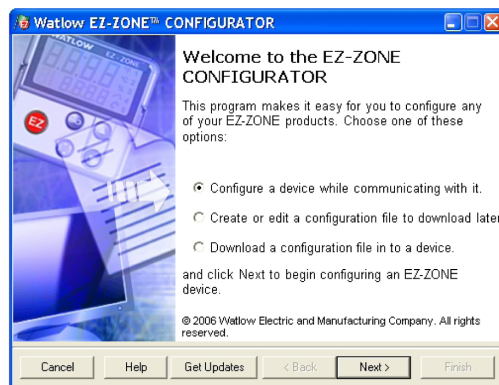 Watlow EZ-ZONE™ CONFIGURATOR
WATLOW EZ-ZONE
EZ
Welcome to the EZ-ZONE
CONFIGURATOR
This program makes it easy for you to configure any
of your EZ-ZONE products. Choose one of these
options:
Configure a device while communicating with it.
Create or edit a configuration file to download later
Download a configuration file in to a device.
and click Next to begin configuring an EZ-ZONE
device.
© 2006 Watlow Electric and Manufacturing Company. All rights
reserved.
Cancel Help Get Updates < Back Next > Finish